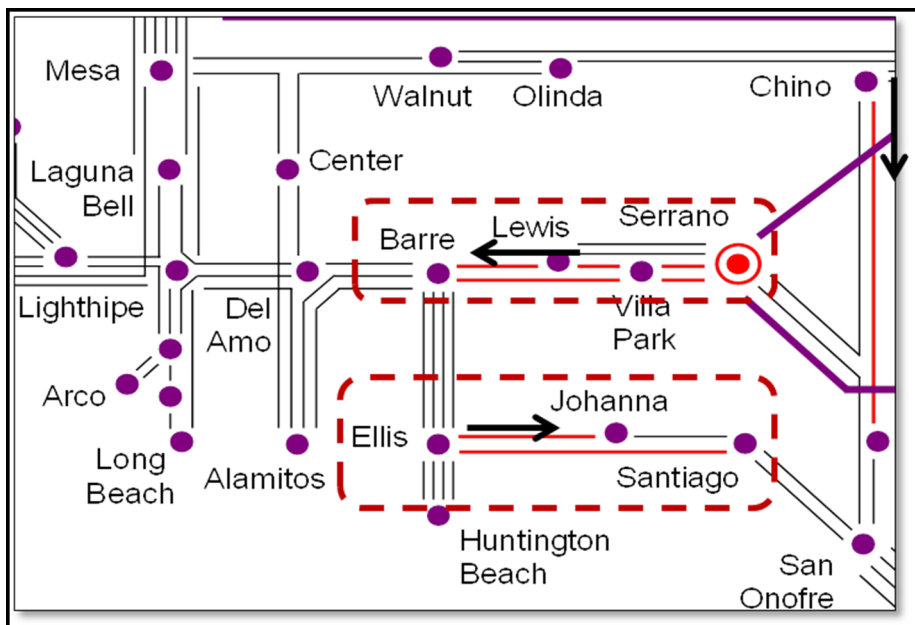 Mesa
Walnut
Olinda
Chino
Laguna
Bell
Center
Serrano
Lewis
Barre
Lighthipe
Del
Amo
Villa
Park
Arco
Johanna
Ellis
Long
Beach
Alamitos
Santiago
Huntington
Beach
San
Onofre